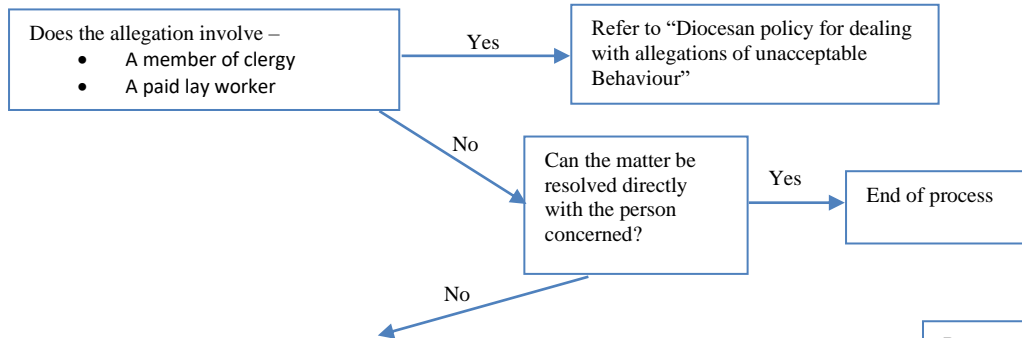 Does the allegation involve –
• A member of clergy
• A paid lay worker
Yes
Refer to “Diocesan policy for dealing
with allegations of unacceptable
Behaviour”
No
Can the matter be
resolved directly
with the person
concerned?
Yes
End of process
No